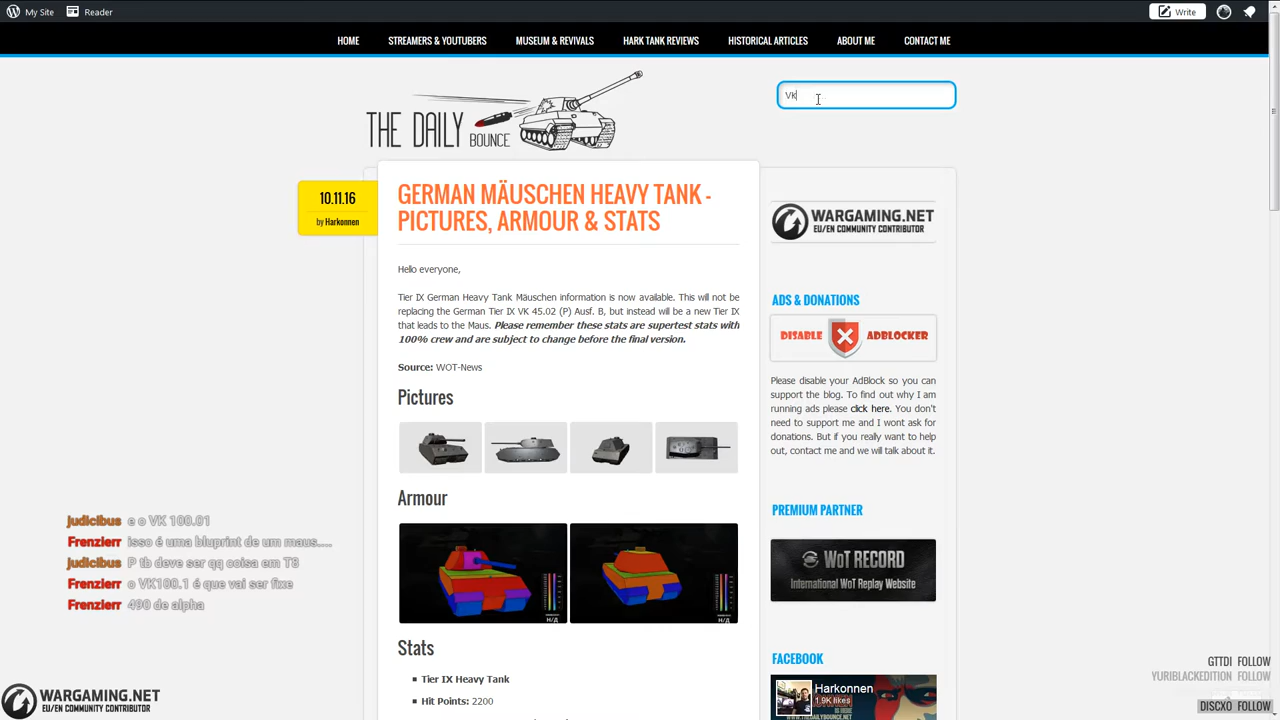 My Site
Reader
Write
HOME
STREAMERS & YOUTUBERS
MUSEUM & REVIVALS
HARK TANK REVIEWS
HISTORICAL ARTICLES
ABOUT ME
CONTACT ME
THE DAILY BOUNCE
Vk
10.11.16
by Harkonnen
GERMAN MÄUSCHEN HEAVY TANK -
PICTURES, ARMOUR & STATS
Hello everyone,
Tier IX German Heavy Tank Mäuschen information is now available. This will not be
replacing the German Tier IX VK 45.02 (P) Ausf. B, but instead will be a new Tier IX
that leads to the Maus. Please remember these stats are supertest stats with
100% crew and are subject to change before the final version.
Source: WOT-News
Pictures
Armour
Н/Д
Н/Д
Stats
Tier IX Heavy Tank
Hit Points: 2200
WARGAMING.NET
EU/EN COMMUNITY CONTRIBUTOR
ADS & DONATIONS
DISABLE ADBLOCKER
Please disable your AdBlock so you can
support the blog. To find out why I am
running ads please click here. You don't
need to support me and I wont ask for
donations. But if you really want to help
out, contact me and we will talk about it.
PREMIUM PARTNER
WoT RECORD
International WoT Replay Website
FACEBOOK
Harkonnen
1.9K likes
judicibus e o VK 100.01
Frenzierr isso é uma bluprint de um maus.....
judicibus P tb deve ser qq coisa em T8
Frenzierr o VK100.1 é que vai ser fixe
Frenzierr 490 de alpha
WARGAMING.NET
EU/EN COMMUNITY CONTRIBUTOR
GTTDI FOLLOW
YURIBLACKEDITION FOLLOW
DISCXO FOLLOW